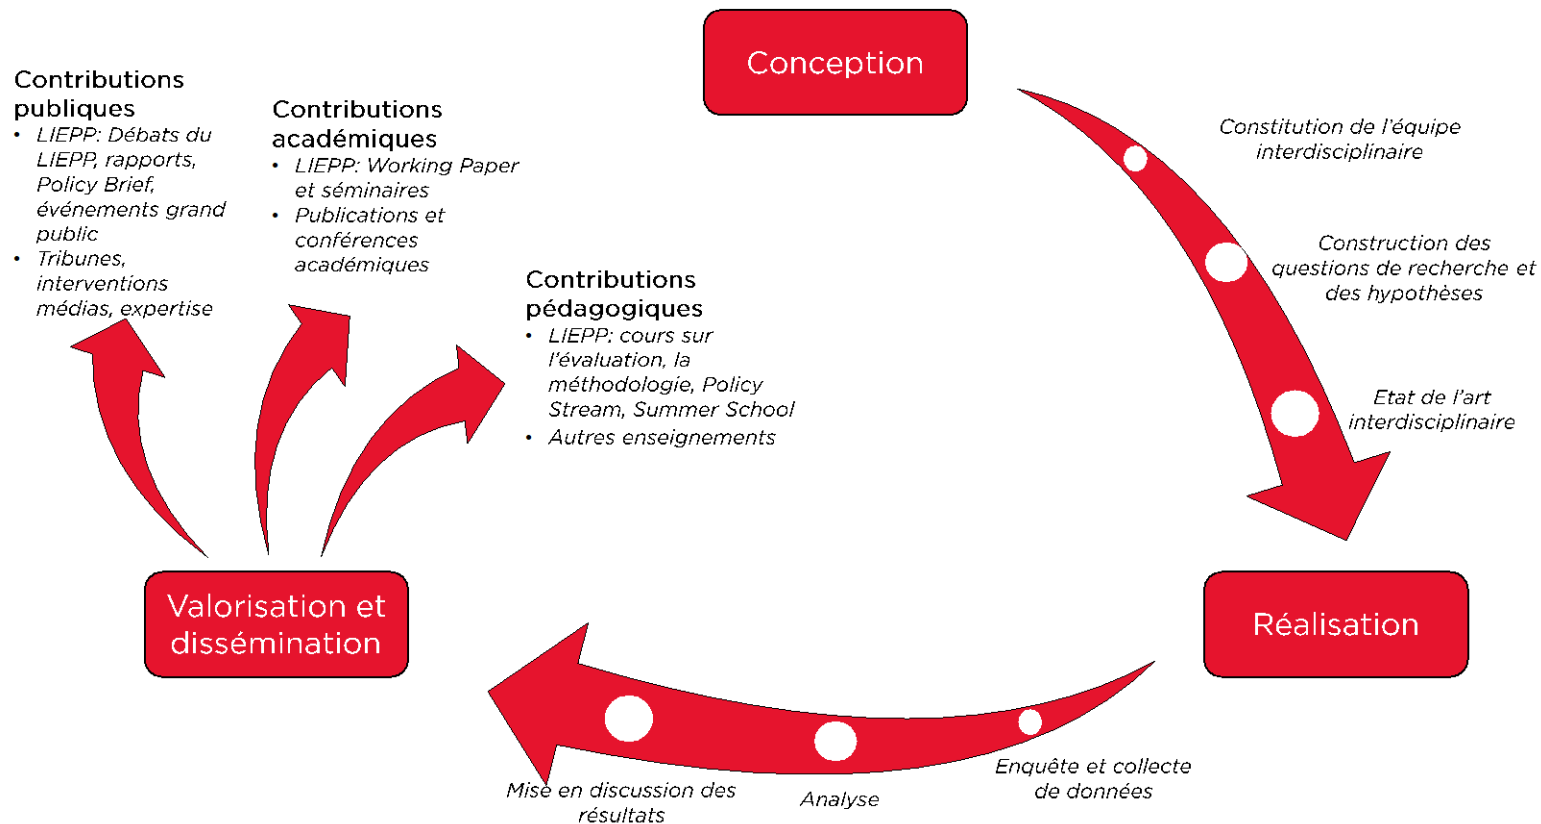 Conception
Constitution de l'équipe
interdisciplinaire
Construction des
questions de recherche et
des hypothèses
Etat de l'art
interdisciplinaire
Réalisation
Enquête et collecte
de données
Analyse
Mise en discussion des
résultats
Valorisation et
dissémination
Contributions
publiques
• LIEPP: Débats du
LIEPP, rapports,
Policy Brief,
événements grand
public
• Tribunes,
interventions
médias, expertise
Contributions
académiques
• LIEPP: Working Paper
et séminaires
• Publications et
conférences
académiques
Contributions
pédagogiques
• LIEPP: cours sur
l'évaluation, la
méthodologie, Policy
Stream, Summer School
• Autres enseignements